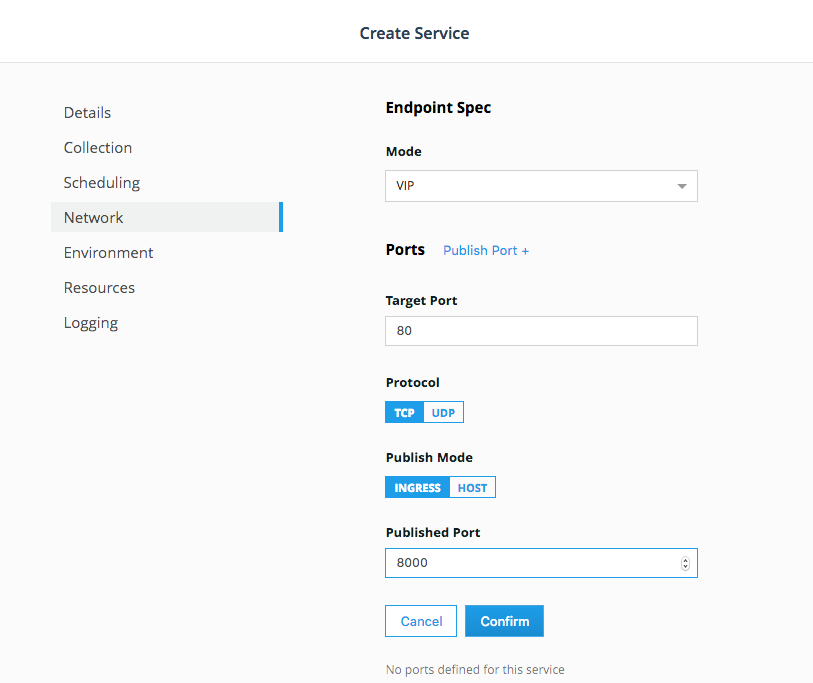 Create Service
Details
Collection
Scheduling
Network
Environment
Resources
Logging
Endpoint Spec
Mode
VIP
Ports Publish Port +
Target Port
80
Protocol
TCP UDP
Publish Mode
INGRESS HOST
Published Port
8000
Cancel Confirm
No ports defined for this service